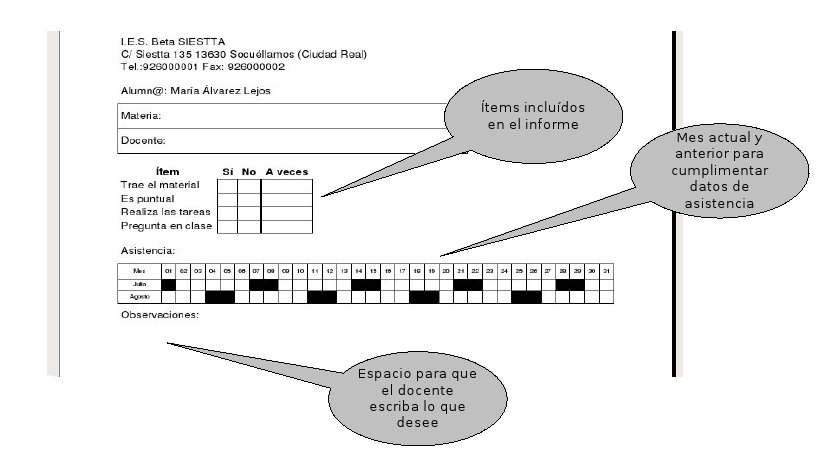 I.E.S. Beta SIESTTA
C/ Siestta 135 13630 Socuéllamos (Ciudad Real)
Tel.:926000001 Fax: 926000002
Alumn@: María Álvarez Lejos
Materia:
Docente:
Ítems incluídos
en el informe
Mes actual y
anterior para
cumplimentar
datos de
asistencia
Ítem Sí No A veces
Trae el material
Es puntual
Realiza las tareas
Pregunta en clase
Asistencia:
Mes 01 02 03 04 05 06 07 08 09 10 11 12 13 14 15 16 17 18 19 20 21 22 23 24 25 26 27 28 29 30 31
Julio
Agosto
Observaciones:
Espacio para que
el docente
escriba lo que
desee